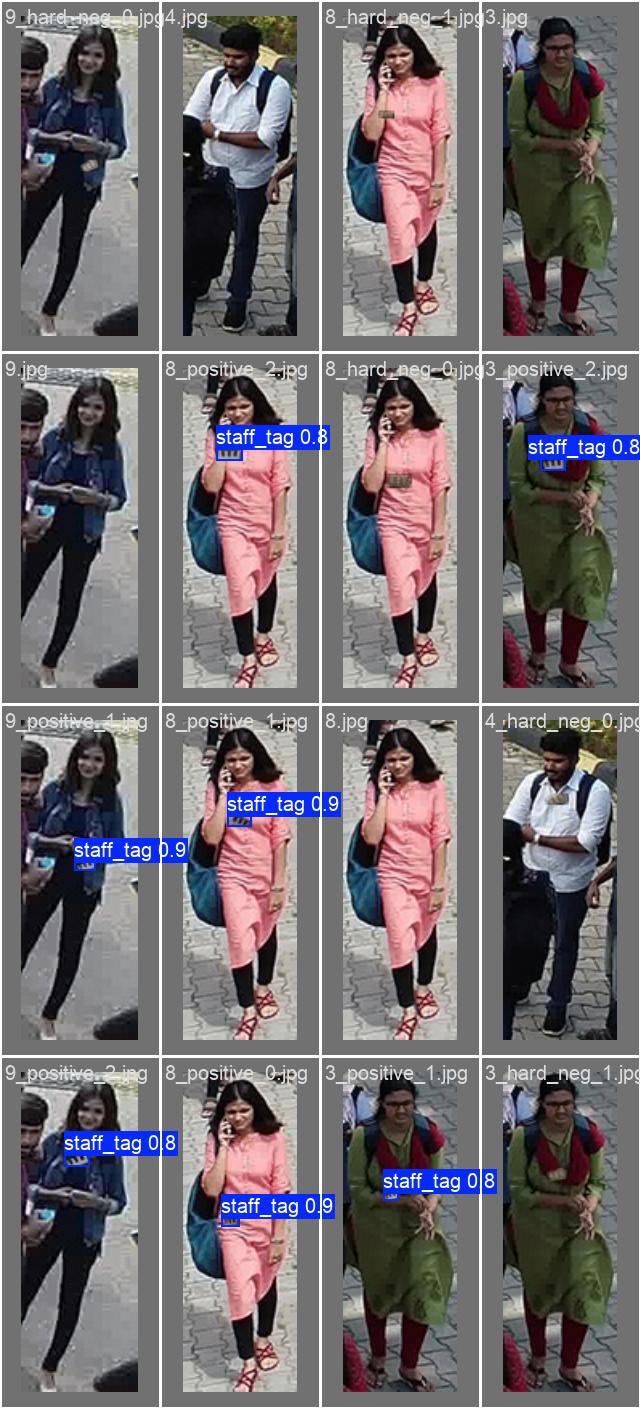 9_hard_neg_0.jpg
4.jpg
8_hard_neg_1.jpg
3.jpg
9.jpg
8_positive_2.jpg
8_hard_neg_0.jpg
3_positive_2.jpg
staff_tag 0.8
staff_tag 0.8
9_positive_1.jpg
8_positive_1.jpg
8.jpg
4_hard_neg_0.jpg
staff_tag 0.9
staff_tag 0.9
9_positive_2.jpg
8_positive_0.jpg
3_positive_1.jpg
3_hard_neg_1.jpg
staff_tag 0.8
staff_tag 0.9
staff_tag 0.8